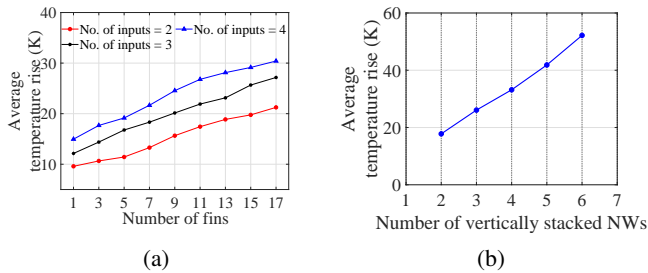 No. of inputs = 2
No. of inputs = 4
No. of inputs = 3
Average
temperature rise (K)
40
30
20
10
1 3 5 7 9 11 13 15 17
Number of fins
(a)
Average
temperature rise (K)
60
40
20
0
1 2 3 4 5 6 7
Number of vertically stacked NWs
(b)